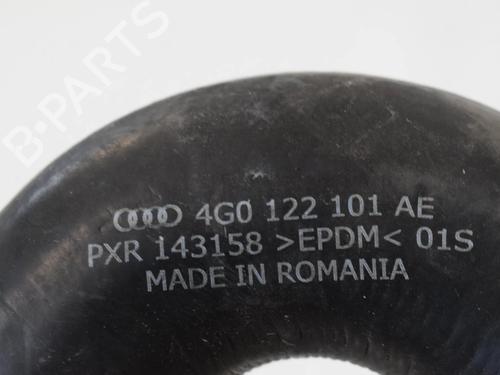 B-PARTS
4G0 122 101 AE
PXR 143158 >EPDM< 01S
MADE IN ROMANIA